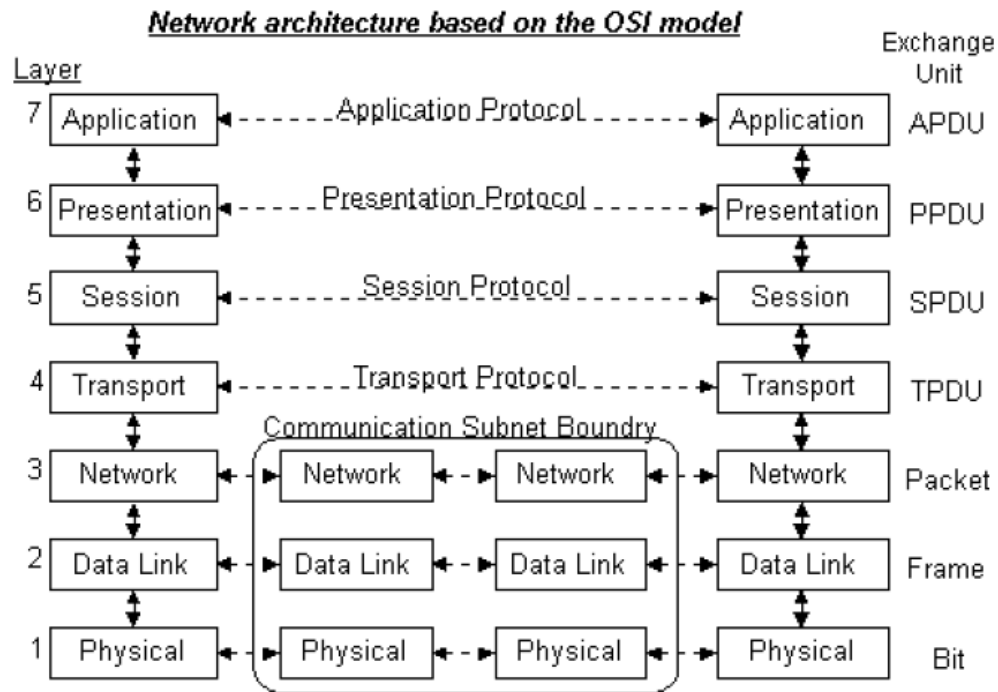 Network architecture based on the OSI model
Exchange
Unit
Layer
7 Application Application Protocol Application APDU
6 Presentation Presentation Protocol Presentation PPDU
5 Session Session Protocol Session SPDU
4 Transport Transport Protocol Transport TPDU
Communication Subnet Boundry
3 Network Network Network Network Packet
2 Data Link Data Link Data Link Data Link Frame
1 Physical Physical Physical Physical Bit